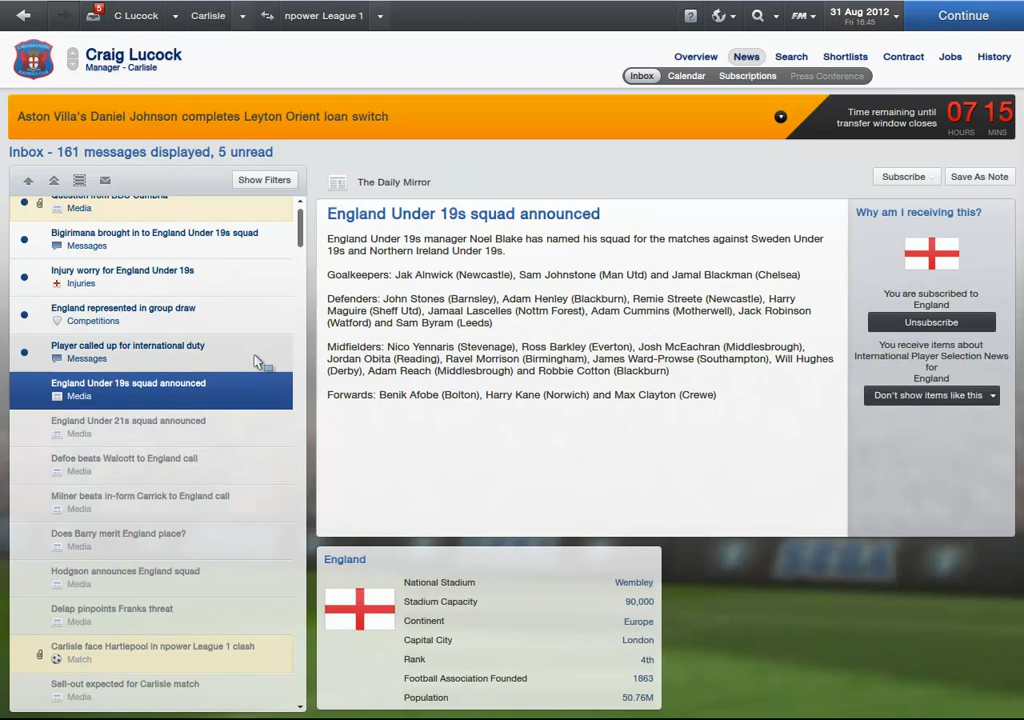 5
C Lucock
Carlisle
npower League 1
FM
31 Aug 2012
Fri 16:45
Continue
Craig Lucock
Manager - Carlisle
Overview
News
Search
Shortlists
Contract
Jobs
History
Inbox
Calendar
Subscriptions
Press Conference
Aston Villa's Daniel Johnson completes Leyton Orient loan switch
Time remaining until
transfer window closes
07 15
HOURS MINS
Inbox - 161 messages displayed, 5 unread
Show Filters
Question from BBC Cumbria
Media
Bigirimana brought in to England Under 19s squad
Messages
Injury worry for England Under 19s
Injuries
England represented in group draw
Competitions
Player called up for international duty
Messages
England Under 19s squad announced
Media
England Under 21s squad announced
Media
Defoe beats Walcott to England call
Media
Milner beats in-form Carrick to England call
Media
Does Barry merit England place?
Media
Hodgson announces England squad
Media
Delap pinpoints Franks threat
Media
Carlisle face Hartlepool in npower League 1 clash
Match
Sell-out expected for Carlisle match
Media
The Daily Mirror
Subscribe
Save As Note
England Under 19s squad announced
England Under 19s manager Noel Blake has named his squad for the matches against Sweden Under
19s and Northern Ireland Under 19s.
Goalkeepers: Jak Alnwick (Newcastle), Sam Johnstone (Man Utd) and Jamal Blackman (Chelsea)
Defenders: John Stones (Barnsley), Adam Henley (Blackburn), Remie Streete (Newcastle), Harry
Maguire (Sheff Utd), Jamaal Lascelles (Nottm Forest), Adam Cummins (Motherwell), Jack Robinson
(Watford) and Sam Byram (Leeds)
Midfielders: Nico Yennaris (Stevenage), Ross Barkley (Everton), Josh McEachran (Middlesbrough),
Jordan Obita (Reading), Ravel Morrison (Birmingham), James Ward-Prowse (Southampton), Will Hughes
(Derby), Adam Reach (Middlesbrough) and Robbie Cotton (Blackburn)
Forwards: Benik Afobe (Bolton), Harry Kane (Norwich) and Max Clayton (Crewe)
Why am I receiving this?
You are subscribed to
England
Unsubscribe
You receive items about
International Player Selection News
for
England
Don't show items like this
England
National Stadium Wembley
Stadium Capacity 90,000
Continent Europe
Capital City London
Rank 4th
Football Association Founded 1863
Population 50.76M
SEGA